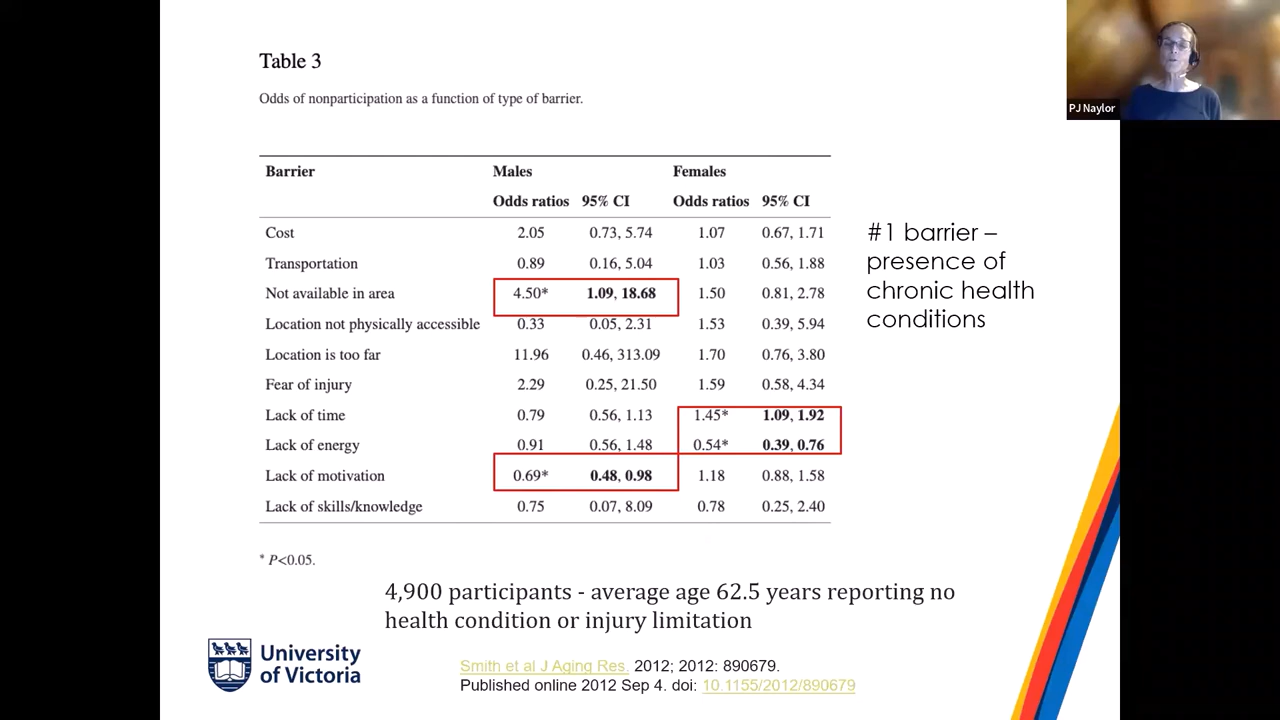 Table 3
Odds of nonparticipation as a function of type of barrier.
Barrier Males Females
Odds ratios 95% CI Odds ratios 95% CI
Cost 2.05 0.73, 5.74 1.07 0.67, 1.71
Transportation 0.89 0.16, 5.04 1.03 0.56, 1.88
Not available in area 4.50* 1.09, 18.68 1.50 0.81, 2.78
Location not physically accessible 0.33 0.05, 2.31 1.53 0.39, 5.94
Location is too far 11.96 0.46, 313.09 1.70 0.76, 3.80
Fear of injury 2.29 0.25, 21.50 1.59 0.58, 4.34
Lack of time 0.79 0.56, 1.13 1.45* 1.09, 1.92
Lack of energy 0.91 0.56, 1.48 0.54* 0.39, 0.76
Lack of motivation 0.69* 0.48, 0.98 1.18 0.88, 1.58
Lack of skills/knowledge 0.75 0.07, 8.09 0.78 0.25, 2.40
* P<0.05.
#1 barrier –
presence of
chronic health
conditions
PJ Naylor
4,900 participants - average age 62.5 years reporting no
health condition or injury limitation
University
of Victoria
Smith et al J Aging Res. 2012; 2012: 890679.
Published online 2012 Sep 4. doi: 10.1155/2012/890679